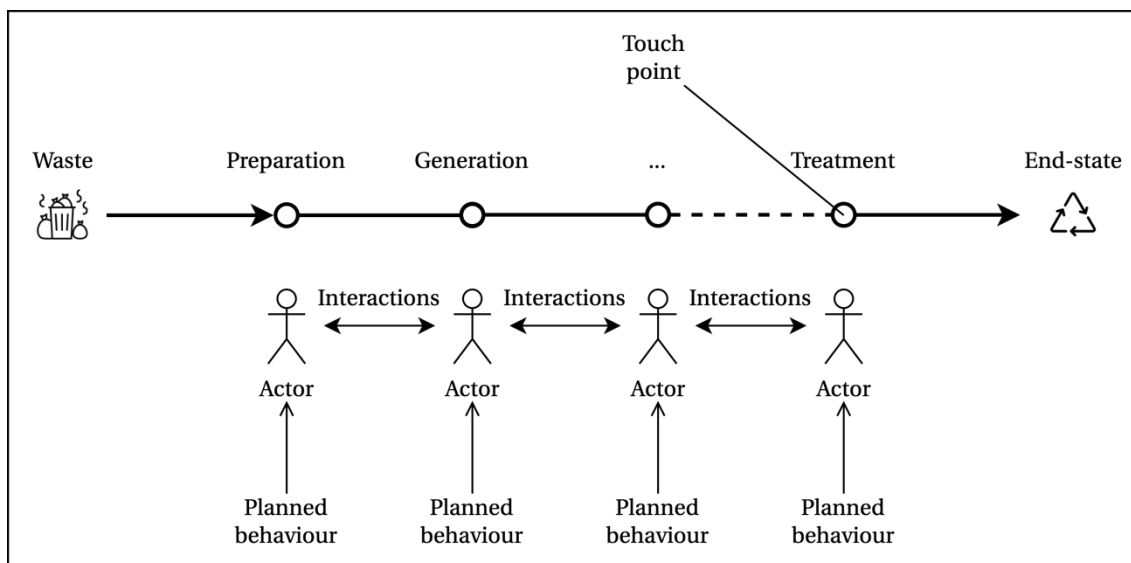 Touch
point
Waste
Preparation
Generation
...
Treatment
End-state
Interactions
Interactions
Interactions
Actor
Actor
Actor
Actor
Planned
behaviour
Planned
behaviour
Planned
behaviour
Planned
behaviour